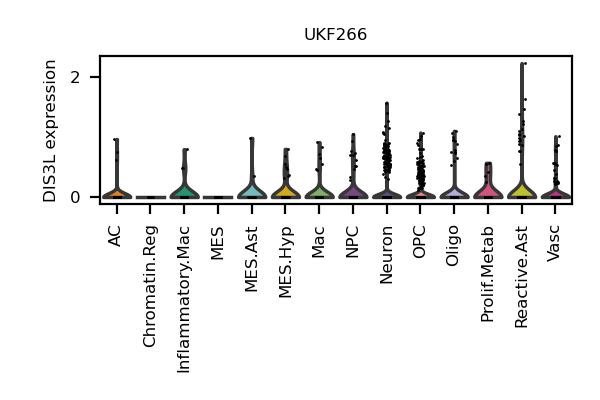 UKF266
DIS3L expression
2
0
AC
Chromatin.Reg
Inflammatory.Mac
MES
MES.Ast
MES.Hyp
Mac
NPC
Neuron
OPC
Oligo
Prolif.Metab
Reactive.Ast
Vasc